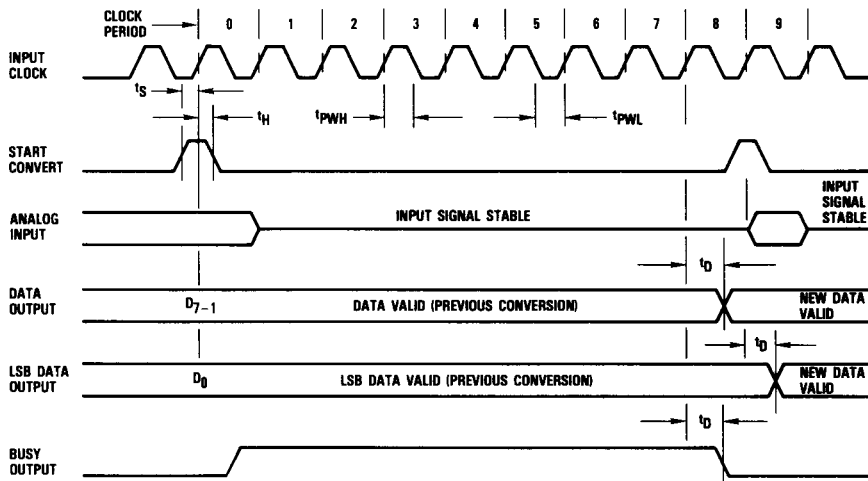 CLOCK
PERIOD
0 1 2 3 4 5 6 7 8 9
INPUT
CLOCK
tS
tH
tPWH
tPWL
START
CONVERT
INPUT
SIGNAL
STABLE
ANALOG
INPUT
INPUT SIGNAL STABLE
tD
DATA
OUTPUT
D7-1
DATA VALID (PREVIOUS CONVERSION)
NEW DATA
VALID
tD
LSB DATA
OUTPUT
D0
LSB DATA VALID (PREVIOUS CONVERSION)
NEW DATA
VALID
tD
BUSY
OUTPUT